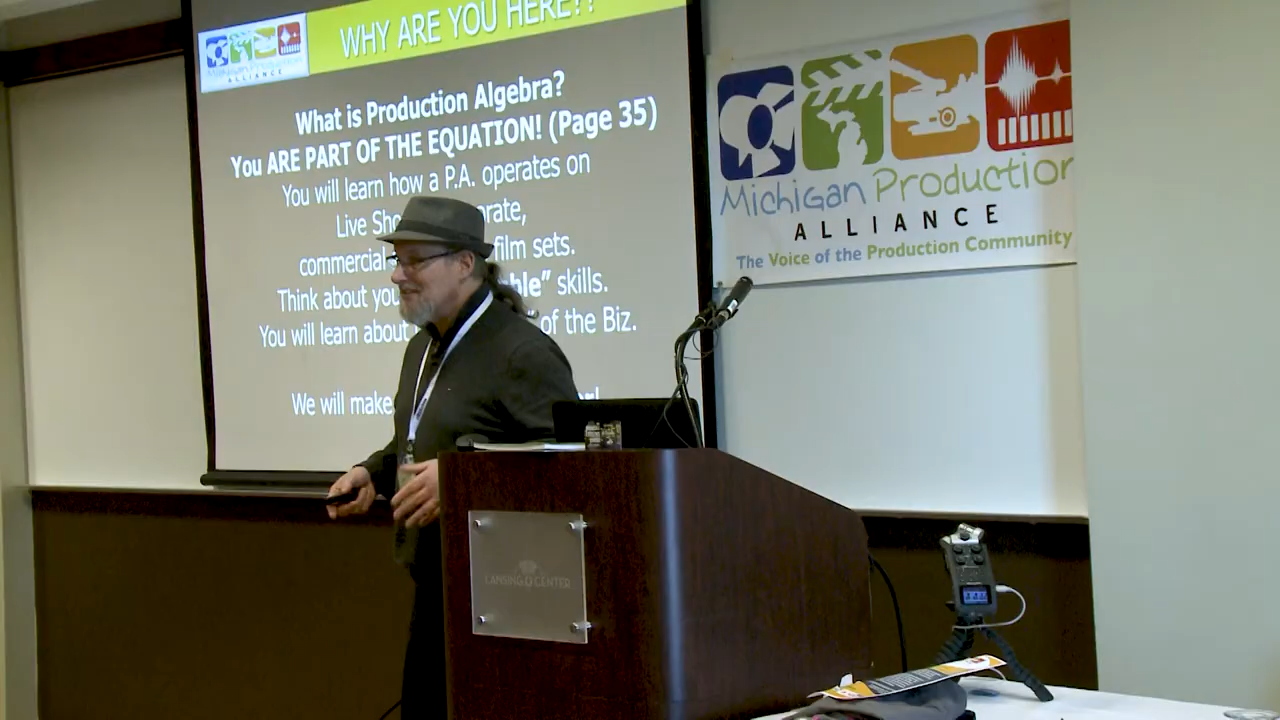 WHY ARE YOU HERE??
Michigan Production
ALLIANCE
What is Production Algebra?
You ARE PART OF THE EQUATION! (Page 35)
You will learn how a P.A. operates on
Live Sho orate,
commercial film sets.
Think about you ble” skills.
You will learn about of the Biz.
We will make or!
Michigan Production
ALLIANCE
The Voice of the Production Community
LANSING CENTER